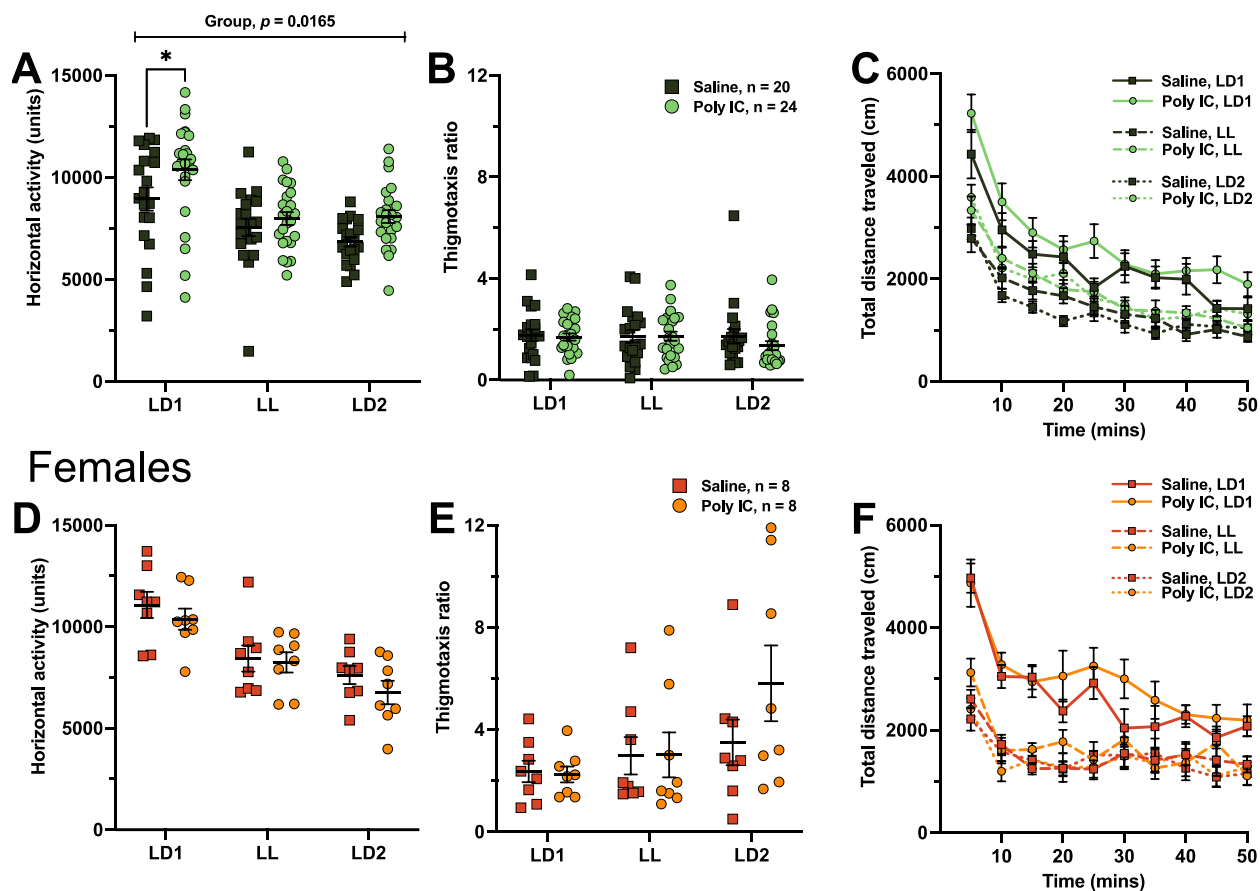 Group, p = 0.0165
A
*
15000
10000
5000
0
Horizontal activity (units)
LD1
LL
LD2
B
12
8
4
0
Thigmotaxis ratio
Saline, n = 20
Poly IC, n = 24
LD1
LL
LD2
C
6000
4000
2000
0
Total distance traveled (cm)
Saline, LD1
Poly IC, LD1
Saline, LL
Poly IC, LL
Saline, LD2
Poly IC, LD2
10 20 30 40 50
Time (mins)
Females
D
15000
10000
5000
0
Horizontal activity (units)
LD1
LL
LD2
E
12
8
4
0
Thigmotaxis ratio
Saline, n = 8
Poly IC, n = 8
LD1
LL
LD2
F
6000
4000
2000
0
Total distance traveled (cm)
Saline, LD1
Poly IC, LD1
Saline, LL
Poly IC, LL
Saline, LD2
Poly IC, LD2
10 20 30 40 50
Time (mins)